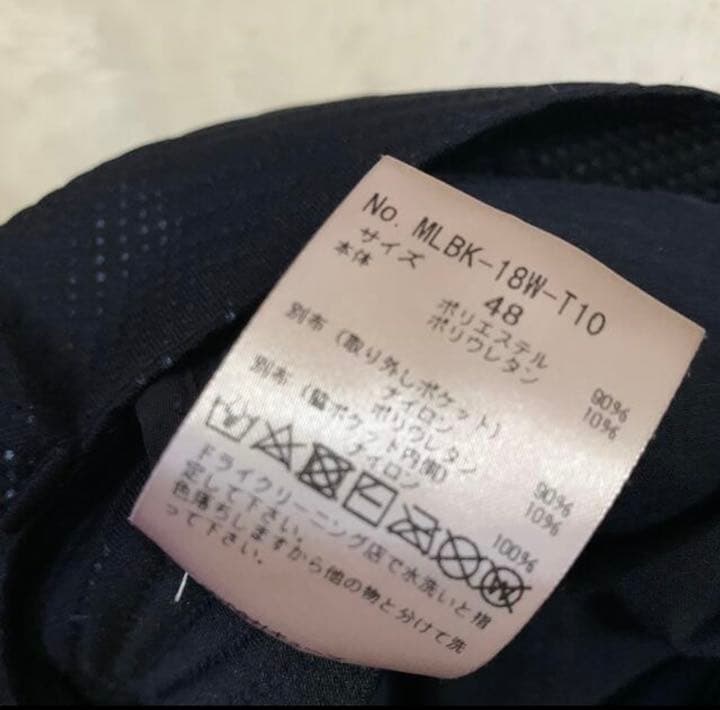 No. MLBK-18W-T10
サイズ 48
本体 ポリエステル 90%
ポリウレタン 10%
別布(取り外しポケット)
ナイロン 90%
ポリウレタン 10%
別布(脇ポケット内側)
ナイロン 100%
ドライクリーニング店で水洗いと指
定して下さい。
色落ちしますから他の物と分けて洗
って下さい。